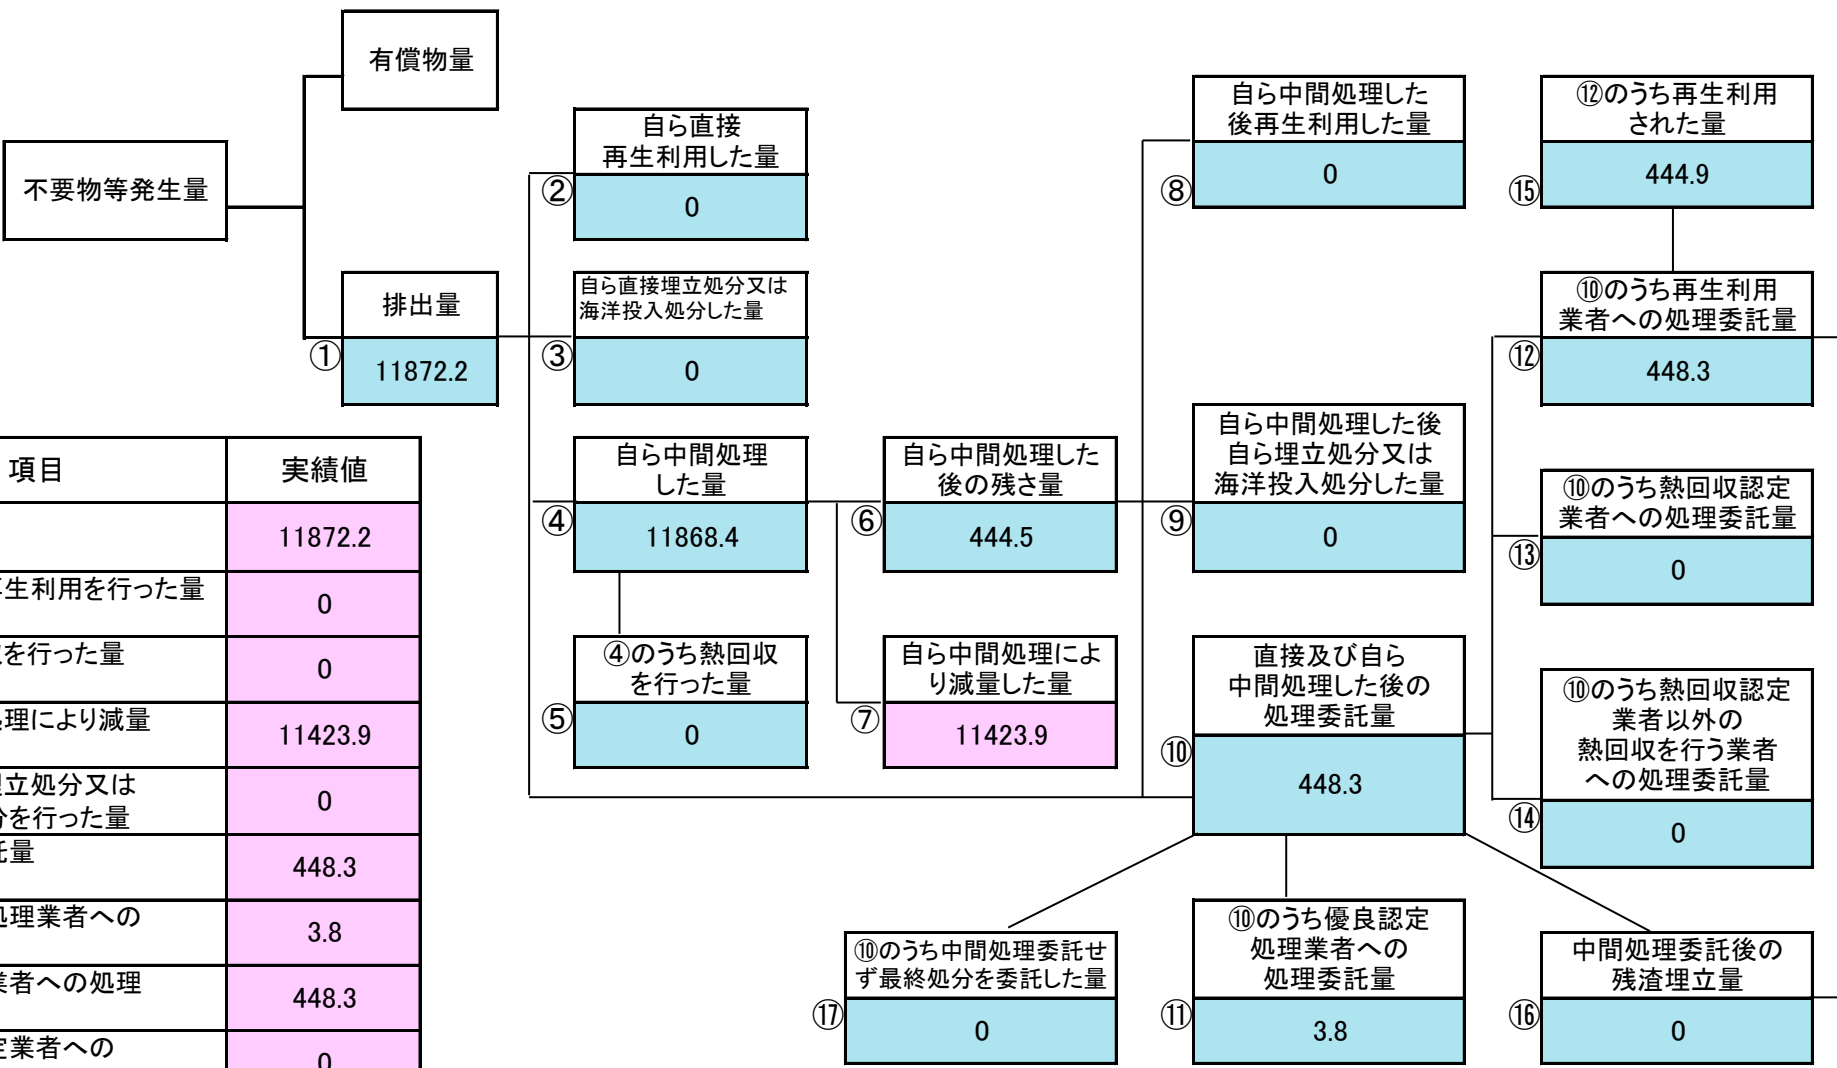 有償物量
不要物等発生量
排出量
①
11872.2
自ら直接
再生利用した量
②
0
自ら直接埋立処分又は
海洋投入処分した量
③
0
自ら中間処理
した量
④
11868.4
④のうち熱回収
を行った量
⑤
0
自ら中間処理した
後の残さ量
⑥
444.5
自ら中間処理によ
り減量した量
⑦
11423.9
自ら中間処理した
後再生利用した量
⑧
0
自ら中間処理した後
自ら埋立処分又は
海洋投入処分した量
⑨
0
直接及び自ら
中間処理した後の
処理委託量
⑩
448.3
⑩のうち優良認定
処理業者への
処理委託量
⑪
3.8
⑫のうち再生利用
された量
⑮
444.9
⑩のうち再生利用
業者への処理委託量
⑫
448.3
⑩のうち熱回収認定
業者への処理委託量
⑬
0
⑩のうち熱回収認定
業者以外の
熱回収を行う業者
への処理委託量
⑭
0
中間処理委託後の
残渣埋立量
⑯
0
⑩のうち中間処理委託せ
ず最終処分を委託した量
⑰
0
項目 実績値
11872.2
生利用を行った量
0
を行った量
0
理により減量
11423.9
立処分又は
を行った量
0
量
448.3
処理業者への
3.8
業者への処理
448.3
業者への
0